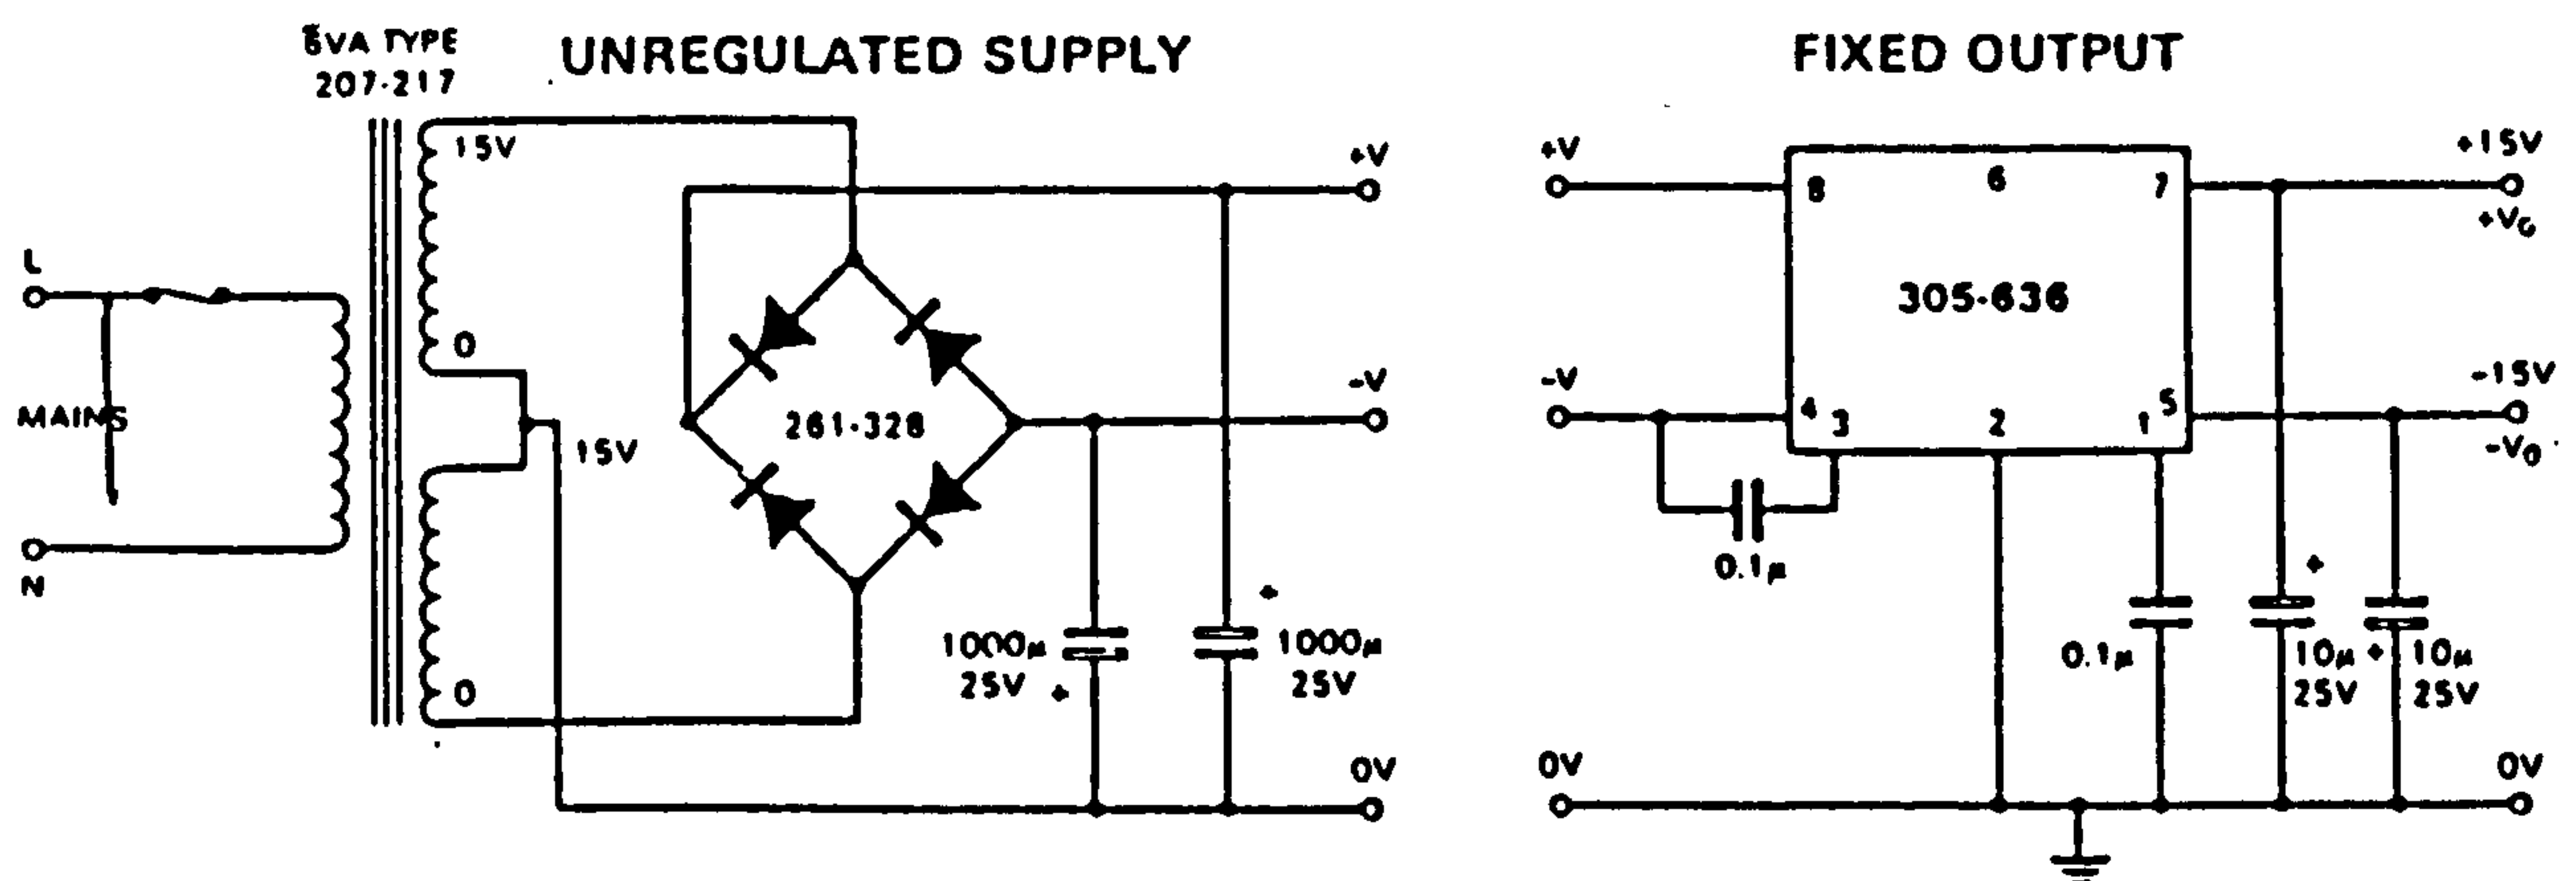 6VA TYPE
207-217
UNREGULATED SUPPLY
15V
0
L
MAINS
N
15V
0
261-328
+V
-V
1000µ
25V
+
+
1000µ
25V
0V
FIXED OUTPUT
+V
-V
8
6
7
305-636
4
3
2
1
5
0.1µ
+15V
+V₀
-15V
-V₀
0.1µ
+
10µ
25V
+
10µ
25V
0V
0V